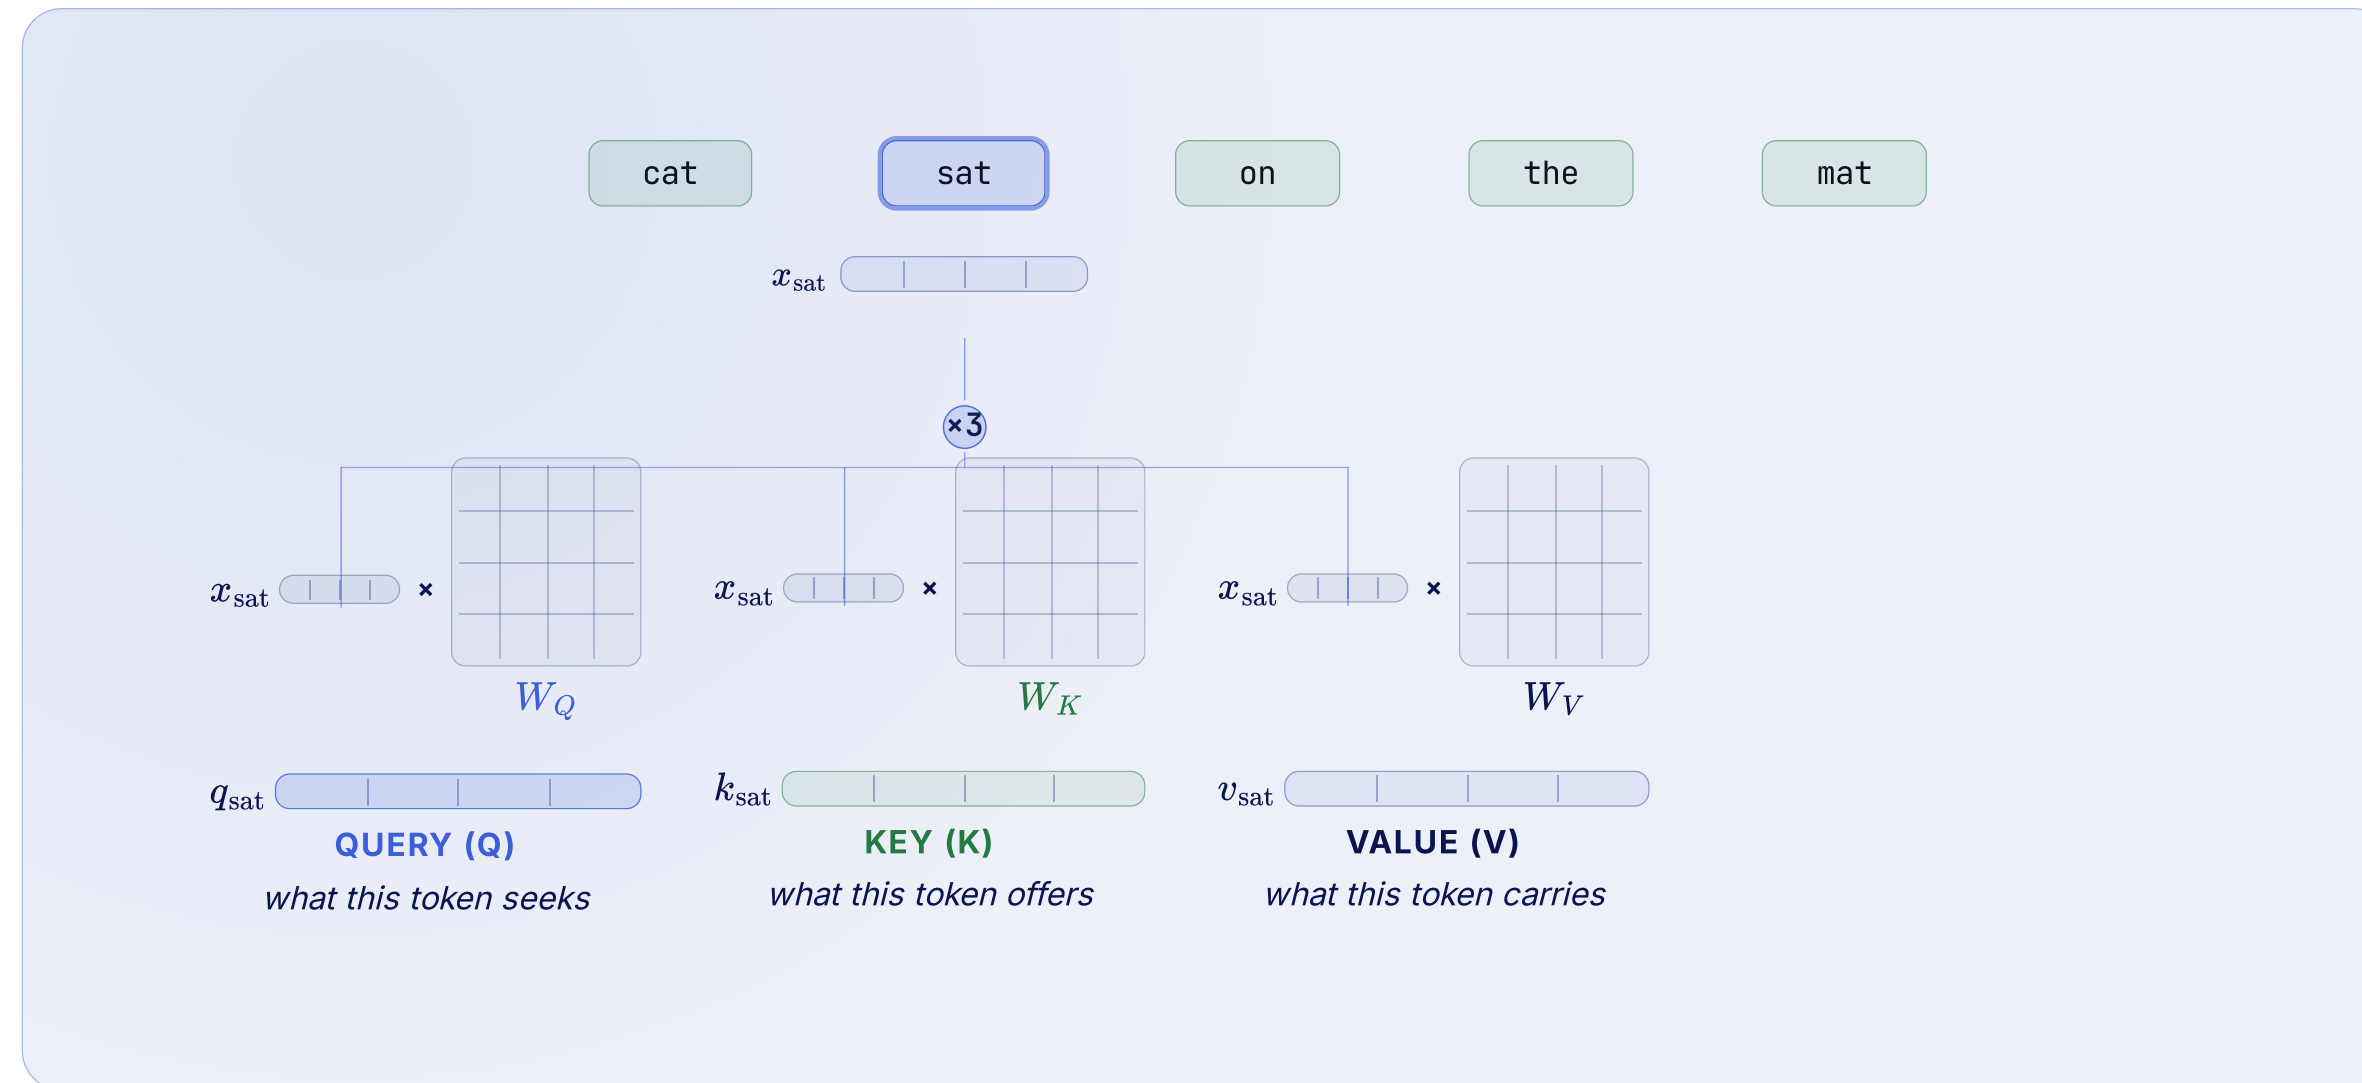 cat sat on the mat
x_sat
×3
x_sat × x_sat × x_sat ×
W_Q W_K W_V
q_sat k_sat v_sat
QUERY (Q) KEY (K) VALUE (V)
what this token seeks what this token offers what this token carries